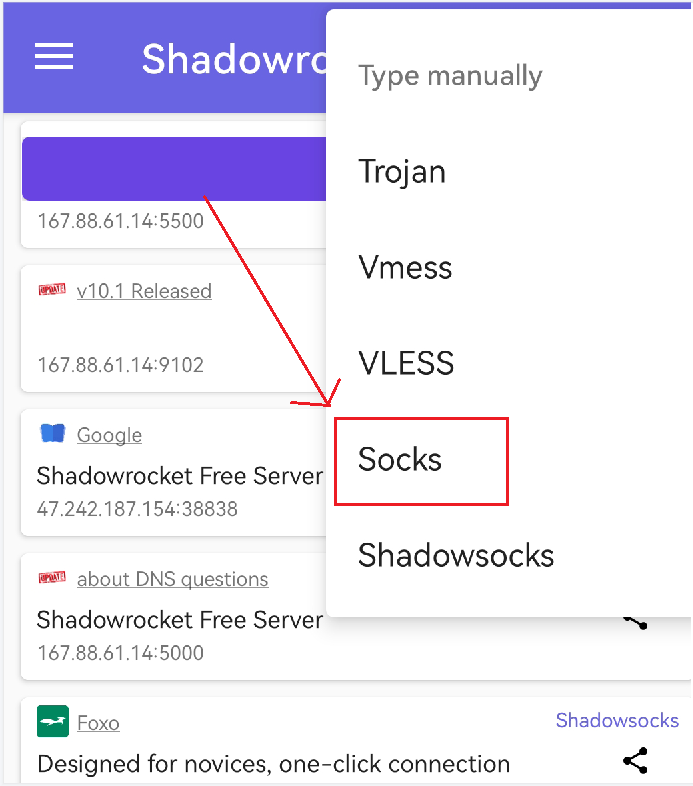 Shadowro
Type manually
Trojan
Vmess
VLESS
Socks
Shadowsocks
167.88.61.14:5500
UPDATE
v10.1 Released
167.88.61.14:9102
Google
Shadowrocket Free Server
47.242.187.154:38838
UPDATE
about DNS questions
Shadowrocket Free Server
167.88.61.14:5000
Foxo
Shadowsocks
Designed for novices, one-click connection